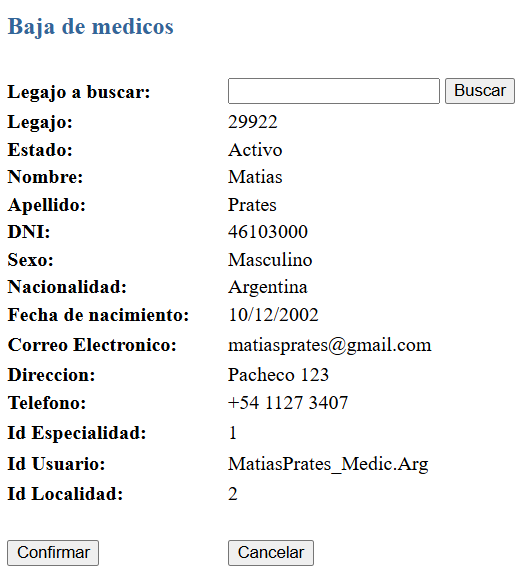 Baja de medicos
Legajo a buscar: Buscar
Legajo: 29922
Estado: Activo
Nombre: Matias
Apellido: Prates
DNI: 46103000
Sexo: Masculino
Nacionalidad: Argentina
Fecha de nacimiento: 10/12/2002
Correo Electronico: matiasprates@gmail.com
Direccion: Pacheco 123
Telefono: +54 1127 3407
Id Especialidad: 1
Id Usuario: MatiasPrates_Medic.Arg
Id Localidad: 2
Confirmar Cancelar